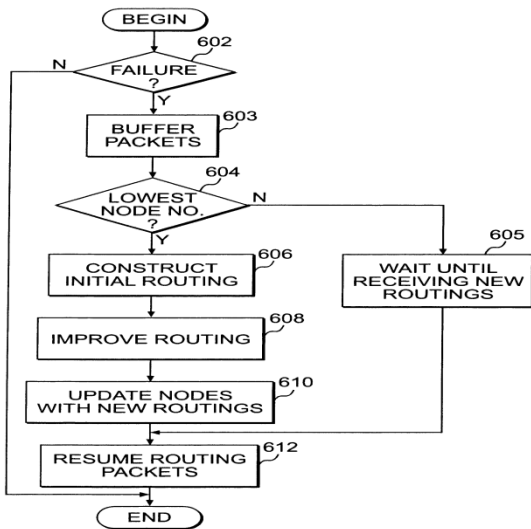 BEGIN
602
FAILURE
?
N
Y
603
BUFFER
PACKETS
604
LOWEST
NODE NO.
?
N
Y
605
WAIT UNTIL
RECEIVING NEW
ROUTINGS
606
CONSTRUCT
INITIAL ROUTING
608
IMPROVE ROUTING
610
UPDATE NODES
WITH NEW ROUTINGS
612
RESUME ROUTING
PACKETS
END